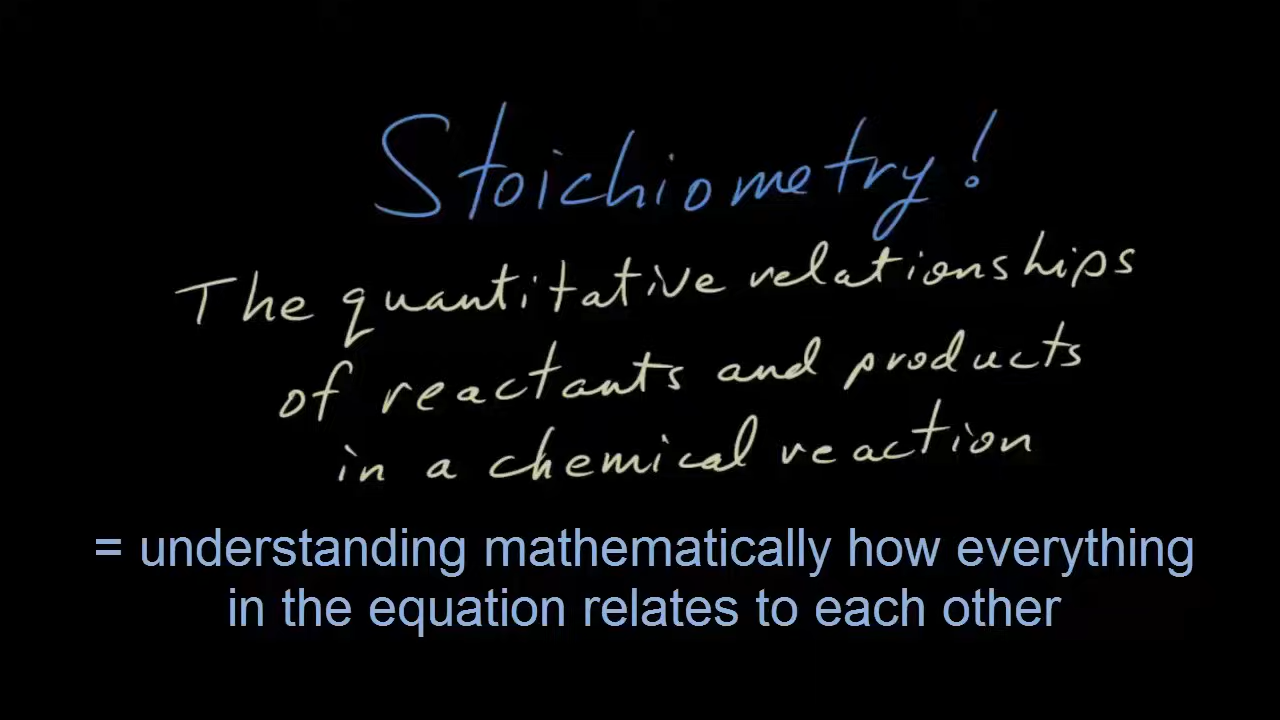 Stoichiometry!
The quantitative relationships
of reactants and products
in a chemical reaction
= understanding mathematically how everything
in the equation relates to each other